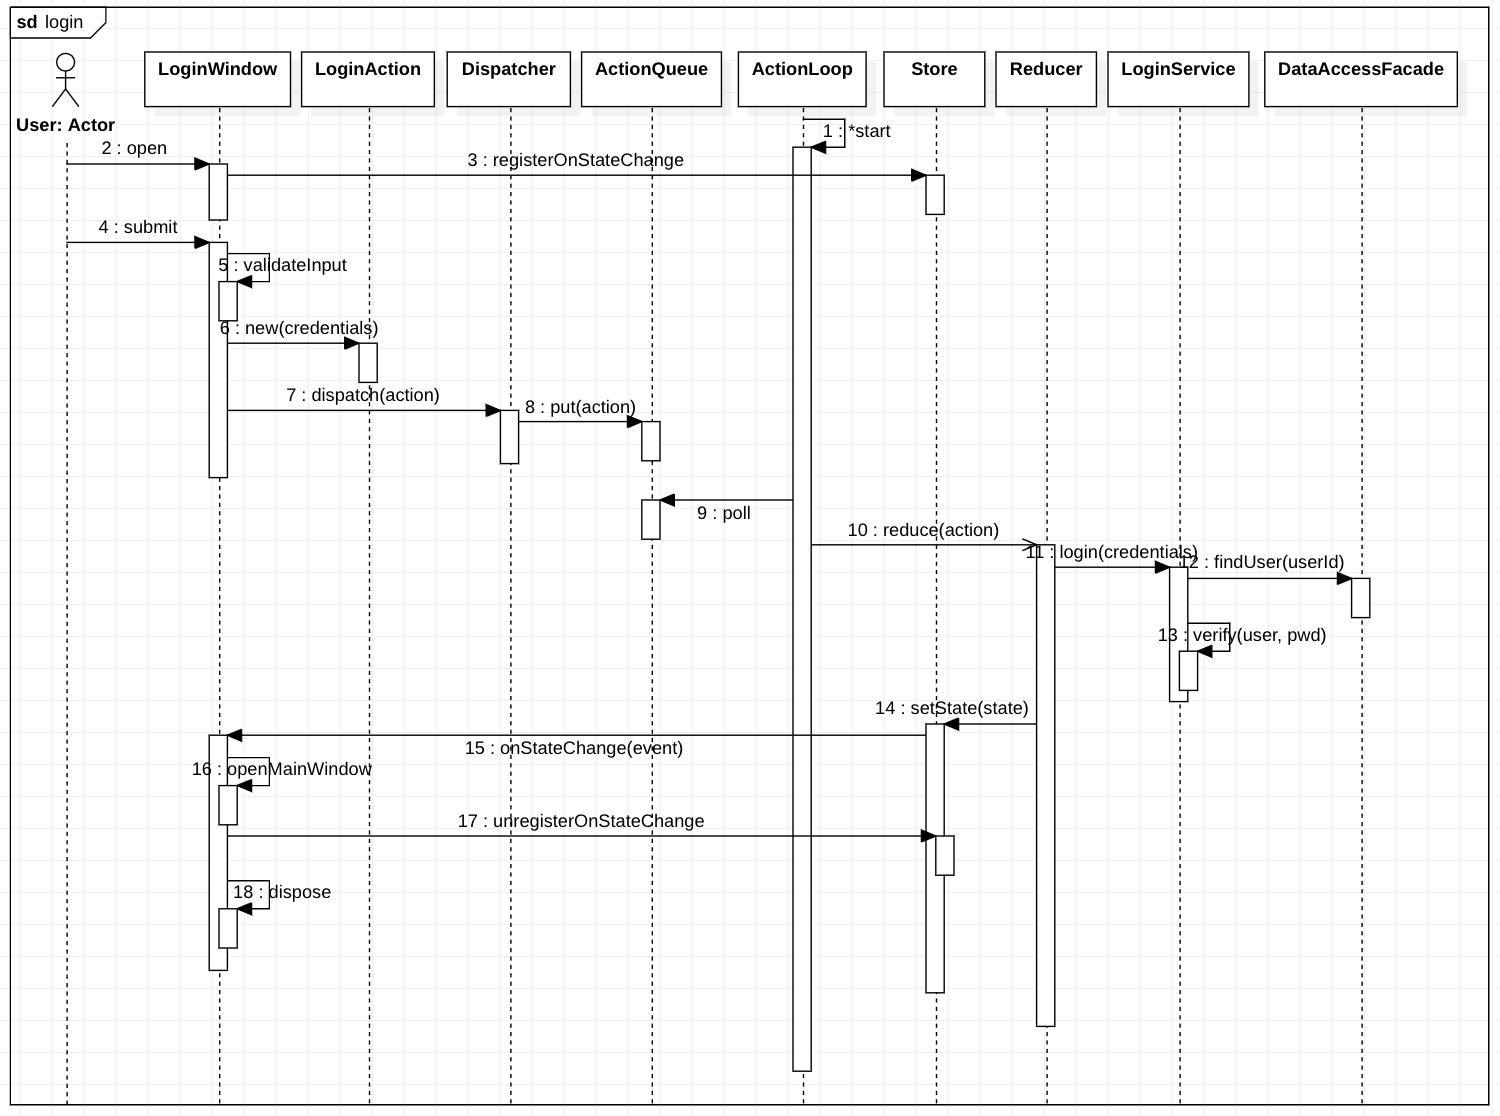 sd login
User: Actor
LoginWindow
LoginAction
Dispatcher
ActionQueue
ActionLoop
Store
Reducer
LoginService
DataAccessFacade
1 : *start
2 : open
3 : registerOnStateChange
4 : submit
5 : validateInput
6 : new(credentials)
7 : dispatch(action)
8 : put(action)
9 : poll
10 : reduce(action)
11 : login(credentials)
12 : findUser(userId)
13 : verify(user, pwd)
14 : setState(state)
15 : onStateChange(event)
16 : openMainWindow
17 : unregisterOnStateChange
18 : dispose